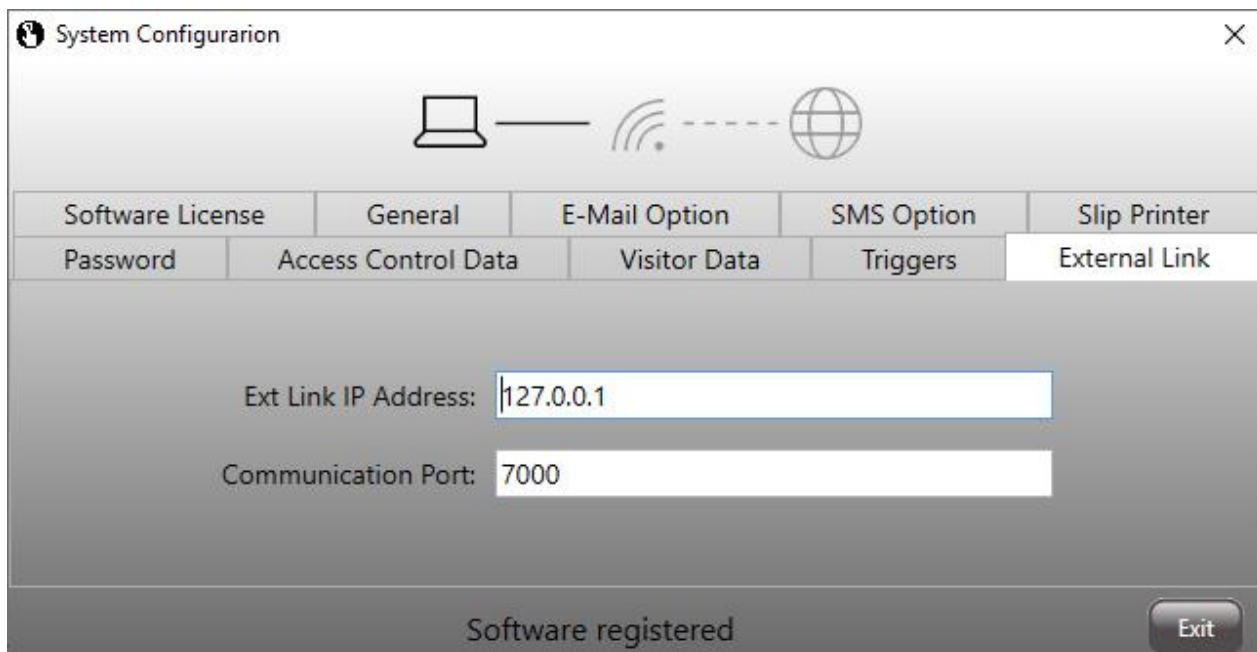 System Configurarion
Software License General E-Mail Option SMS Option Slip Printer
Password Access Control Data Visitor Data Triggers External Link
Ext Link IP Address: 127.0.0.1
Communication Port: 7000
Software registered Exit